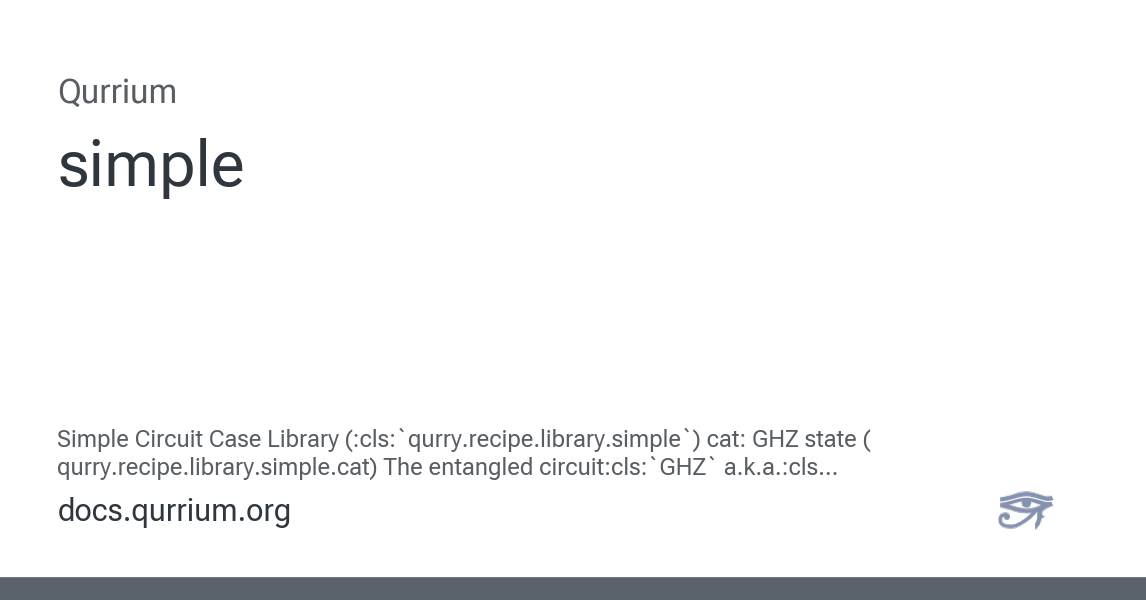 Qurrium
simple
Simple Circuit Case Library (:cls:`qurry.recipe.library.simple`) cat: GHZ state (
qurry.recipe.library.simple.cat) The entangled circuit:cls:`GHZ` a.k.a.:cls...
docs.qurrium.org